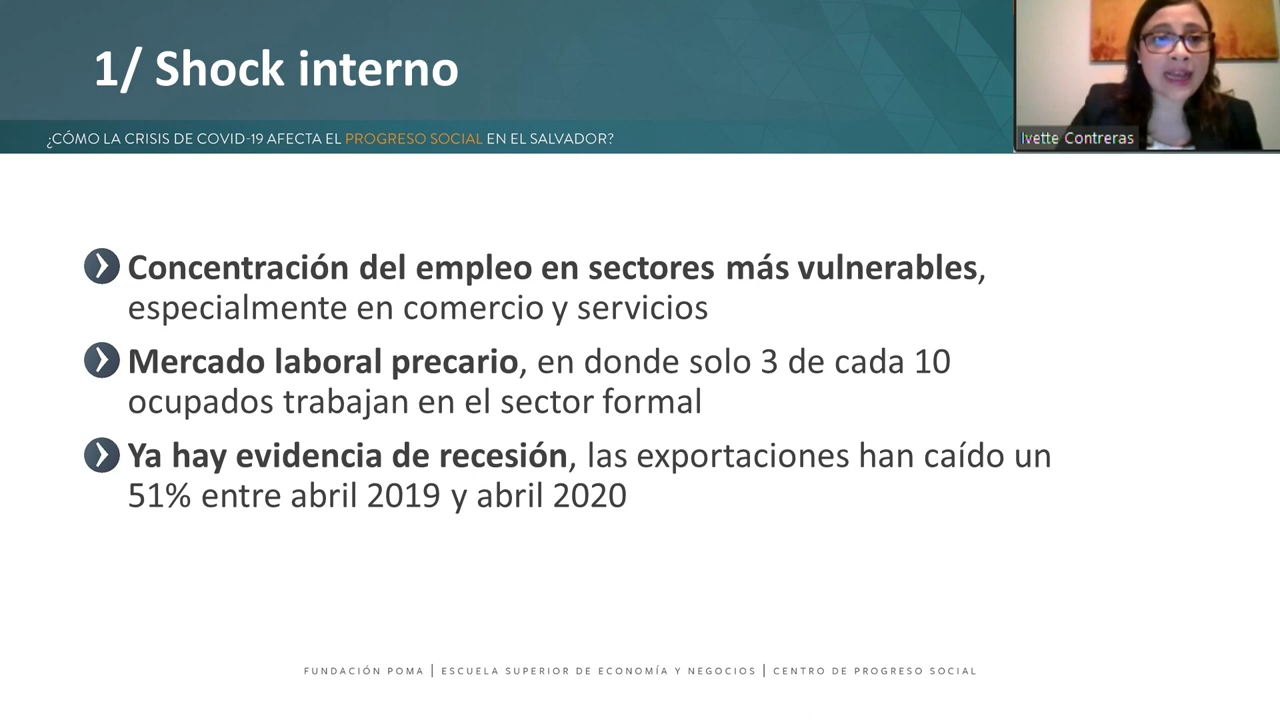 1/ Shock interno
¿CÓMO LA CRISIS DE COVID-19 AFECTA EL PROGRESO SOCIAL EN EL SALVADOR?
Ivette Contreras
Concentración del empleo en sectores más vulnerables,
especialmente en comercio y servicios
Mercado laboral precario, en donde solo 3 de cada 10
ocupados trabajan en el sector formal
Ya hay evidencia de recesión, las exportaciones han caído un
51% entre abril 2019 y abril 2020
FUNDACIÓN POMA | ESCUELA SUPERIOR DE ECONOMÍA Y NEGOCIOS | CENTRO DE PROGRESO SOCIAL